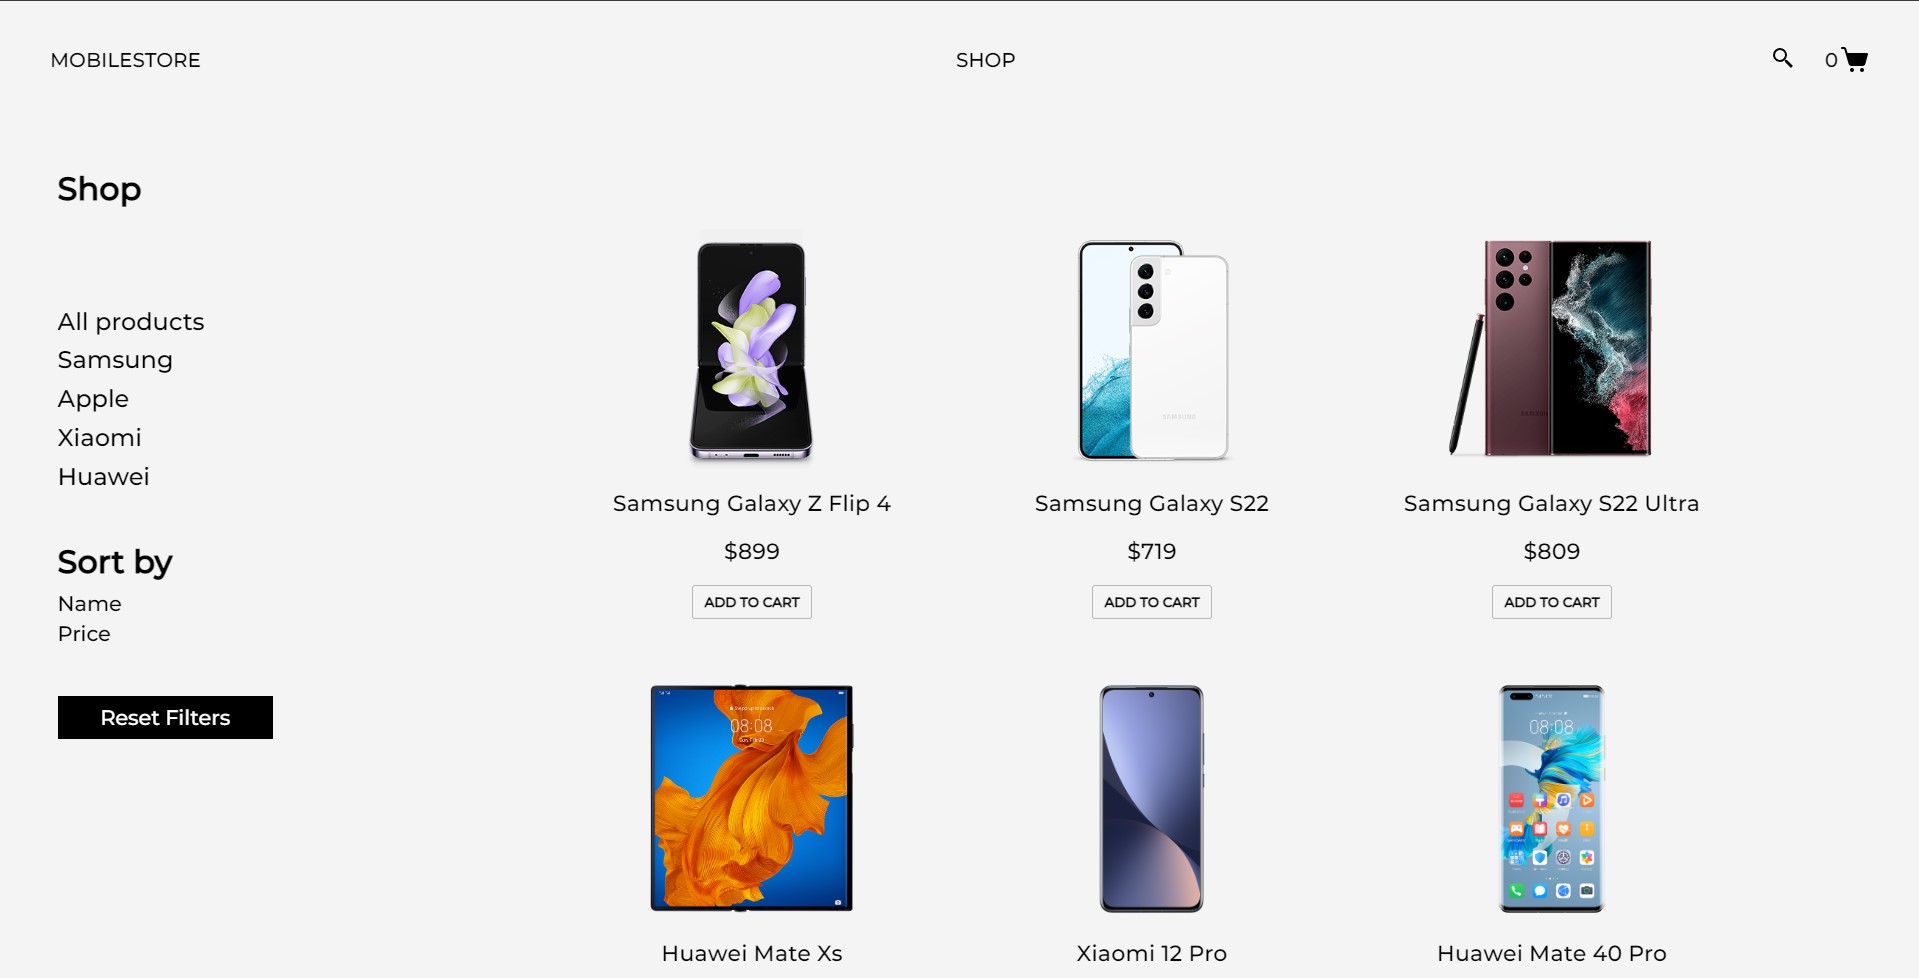 MOBILESTORE
SHOP
0
Shop
All products
Samsung
Apple
Xiaomi
Huawei
Sort by
Name
Price
Reset Filters
SAMSUNG
SAMSUNG
Samsung Galaxy Z Flip 4
Samsung Galaxy S22
Samsung Galaxy S22 Ultra
$899
$719
$809
ADD TO CART
ADD TO CART
ADD TO CART
08:08
08:08
Huawei Mate Xs
Xiaomi 12 Pro
Huawei Mate 40 Pro